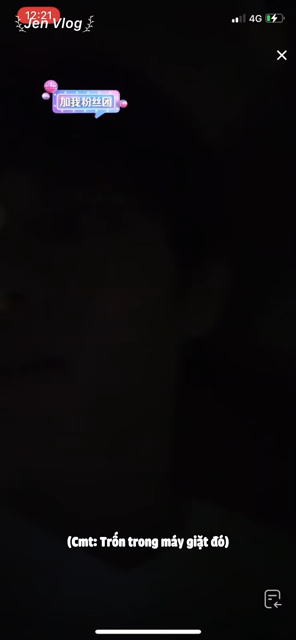 12:21
Jen Vlog
4G
加我粉丝团
(Cmt: Trốn trong máy giặt đó)